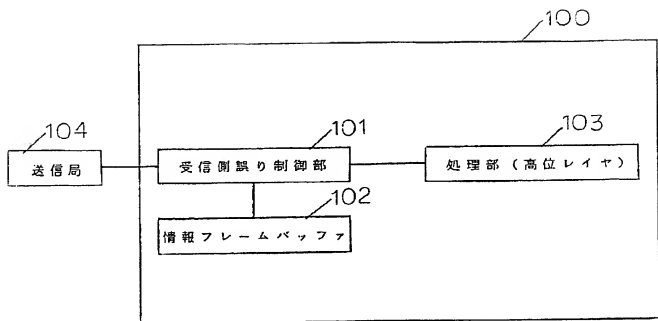 100
104
101
103
送信局
受信側誤り制御部
処理部(高位レイヤ)
102
情報フレームバッファ